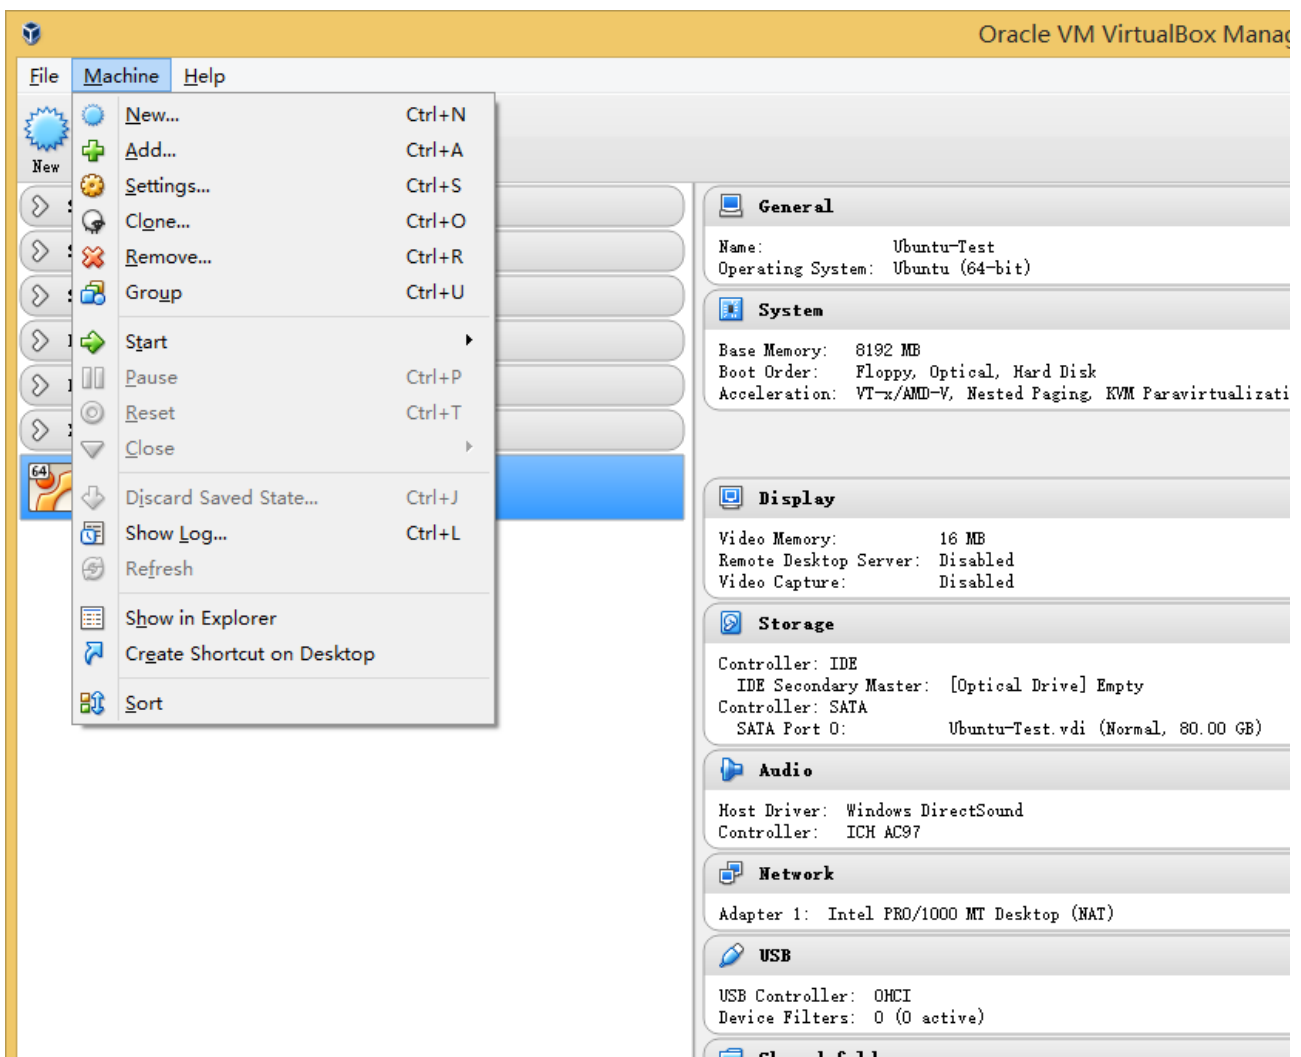 Oracle VM VirtualBox Manag
File Machine Help
New
New... Ctrl+N
Add... Ctrl+A
Settings... Ctrl+S
Clone... Ctrl+O
Remove... Ctrl+R
Group Ctrl+U
Start
Pause Ctrl+P
Reset Ctrl+T
Close
Discard Saved State... Ctrl+J
Show Log... Ctrl+L
Refresh
Show in Explorer
Create Shortcut on Desktop
Sort
64
General
Name: Ubuntu-Test
Operating System: Ubuntu (64-bit)
System
Base Memory: 8192 MB
Boot Order: Floppy, Optical, Hard Disk
Acceleration: VT-x/AMD-V, Nested Paging, KVM Paravirtualizati
Display
Video Memory: 16 MB
Remote Desktop Server: Disabled
Video Capture: Disabled
Storage
Controller: IDE
IDE Secondary Master: [Optical Drive] Empty
Controller: SATA
SATA Port 0: Ubuntu-Test.vdi (Normal, 80.00 GB)
Audio
Host Driver: Windows DirectSound
Controller: ICH AC97
Network
Adapter 1: Intel PRO/1000 MT Desktop (NAT)
USB
USB Controller: OHCI
Device Filters: 0 (0 active)